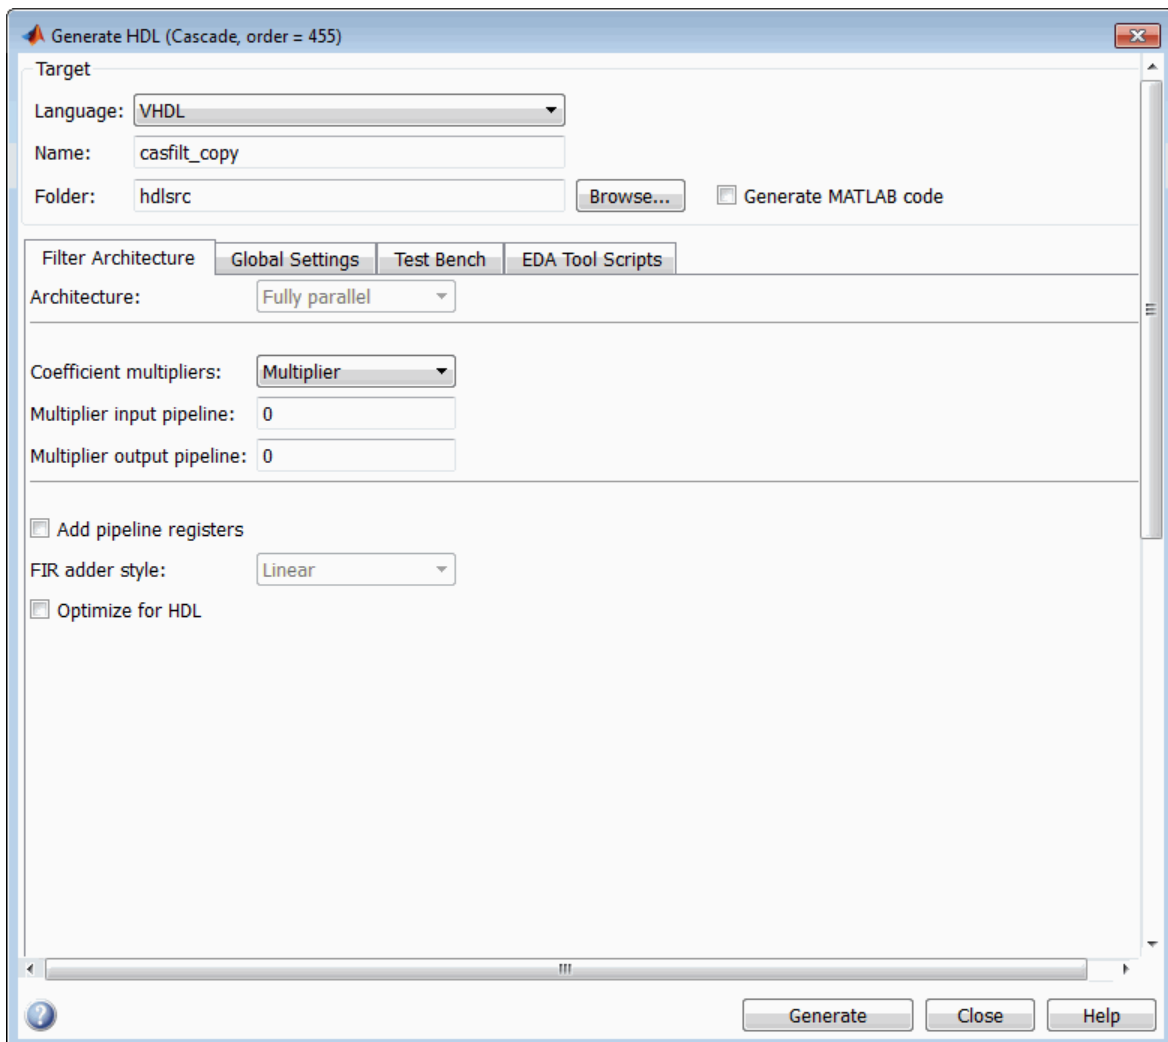 Generate HDL (Cascade, order = 455)
Target
Language: VHDL
Name: casfilt_copy
Folder: hdlsrc Browse... Generate MATLAB code
Filter Architecture Global Settings Test Bench EDA Tool Scripts
Architecture: Fully parallel
Coefficient multipliers: Multiplier
Multiplier input pipeline: 0
Multiplier output pipeline: 0
Add pipeline registers
FIR adder style: Linear
Optimize for HDL
Generate Close Help